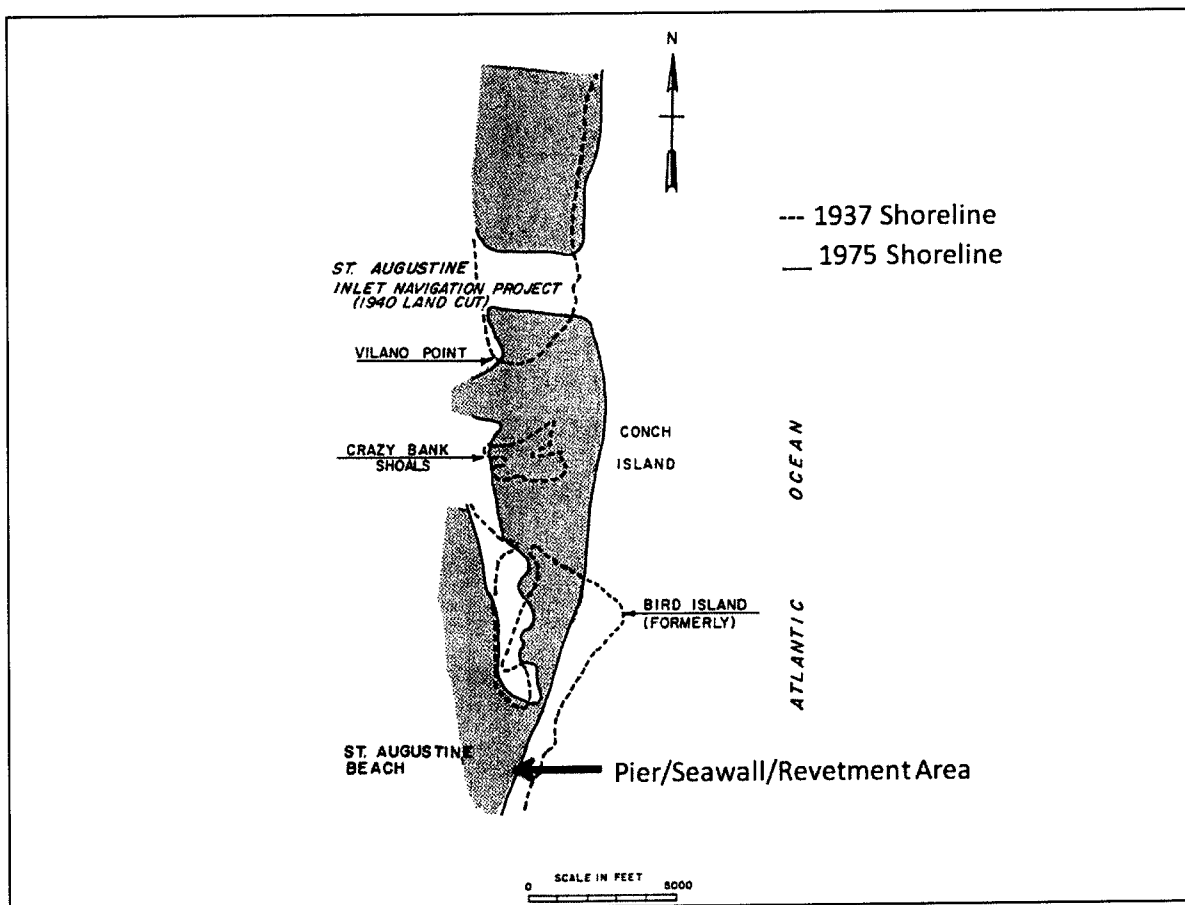 N
--- 1937 Shoreline
__ 1975 Shoreline
ST. AUGUSTINE
INLET NAVIGATION PROJECT
(1940 LAND CUT)
VILANO POINT
CONCH
ISLAND
CRAZY BANK
SHOALS
OCEAN
BIRD ISLAND
(FORMERLY)
ATLANTIC
ST. AUGUSTINE
BEACH
Pier/Seawall/Revetment Area
SCALE IN FEET
0 5000